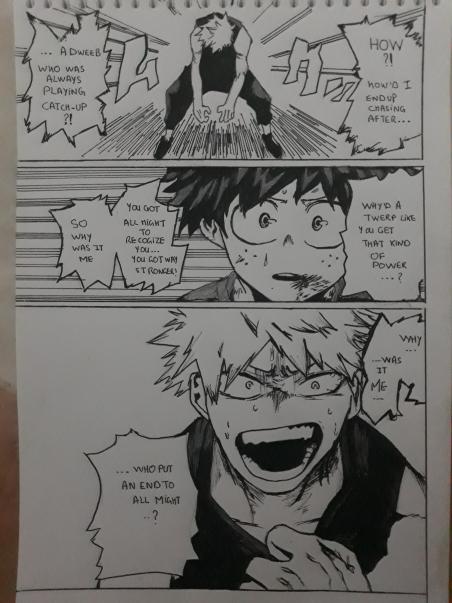 HOW
?!
HOW'D I
END UP
CHASING
AFTER...
... A DWEEB
WHO WAS
ALWAYS
PLAYING
CATCH-UP
?!
WHY'D A
TWERP LIKE
YOU GET
THAT KIND
OF
POWER
....?
YOU GOT
ALL MIGHT
TO
RECOGIZE
YOU...
YOU GOT WAY
STRONGER!
SO
WHY
WAS IT
ME
WHY
...
...WAS
IT
ME
...
... WHO PUT
AN END TO
ALL MIGHT
..?